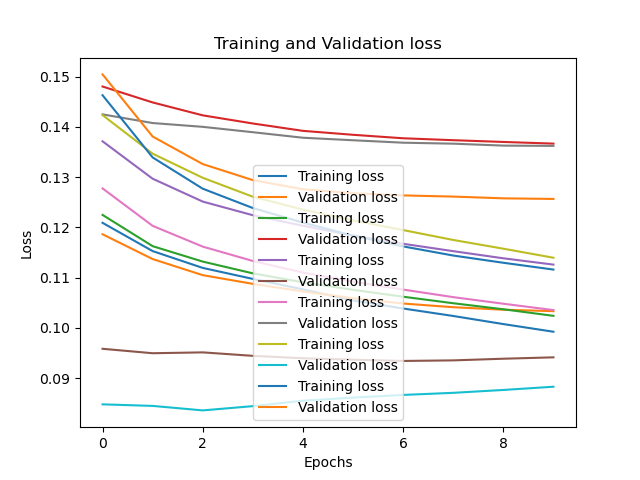 Training and Validation loss
0.15
0.14
0.13
0.12
0.11
0.10
0.09
Loss
Training loss
Validation loss
Training loss
Validation loss
Training loss
Validation loss
Training loss
Validation loss
Training loss
Validation loss
Training loss
Validation loss
0 2 4 6 8
Epochs